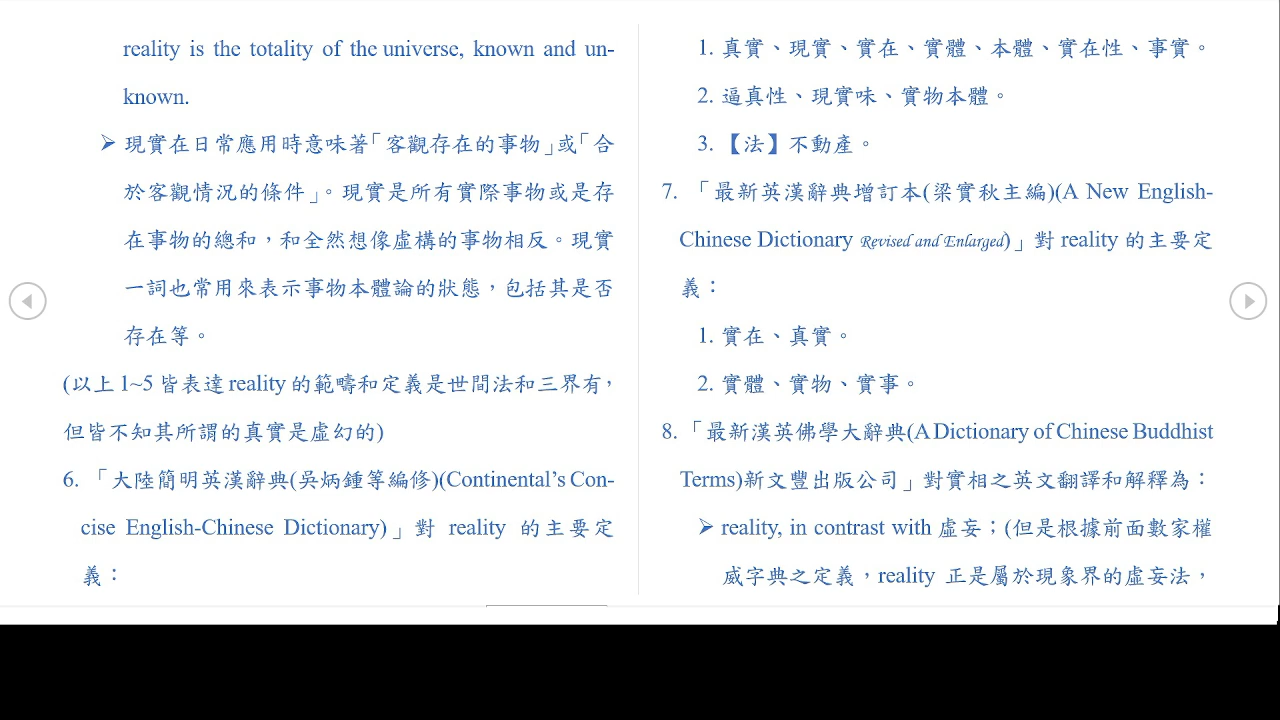 reality is the totality of the universe, known and un-
known.
➢ 現實在日常應用時意味著「客觀存在的事物」或「合
於客觀情況的條件」。現實是所有實際事物或是存
在事物的總和，和全然想像虛構的事物相反。現實
一詞也常用來表示事物本體論的狀態，包括其是否
存在等。
(以上 1~5 皆表達 reality 的範疇和定義是世間法和三界有，
但皆不知其所謂的真實是虛幻的)
6. 「大陸簡明英漢辭典(吳炳鍾等編修)(Continental’s Con-
cise English-Chinese Dictionary)」對 reality 的主要定
義：
1. 真實、現實、實在、實體、本體、實在性、事實。
2. 逼真性、現實味、實物本體。
3. 【法】不動產。
7. 「最新英漢辭典增訂本(梁實秋主編)(A New English-
Chinese Dictionary Revised and Enlarged)」對 reality 的主要定
義：
1. 實在、真實。
2. 實體、實物、實事。
8. 「最新漢英佛學大辭典(A Dictionary of Chinese Buddhist
Terms)新文豐出版公司」對實相之英文翻譯和解釋為：
➢ reality, in contrast with 虛妄；(但是根據前面數家權
威字典之定義，reality 正是屬於現象界的虛妄法，